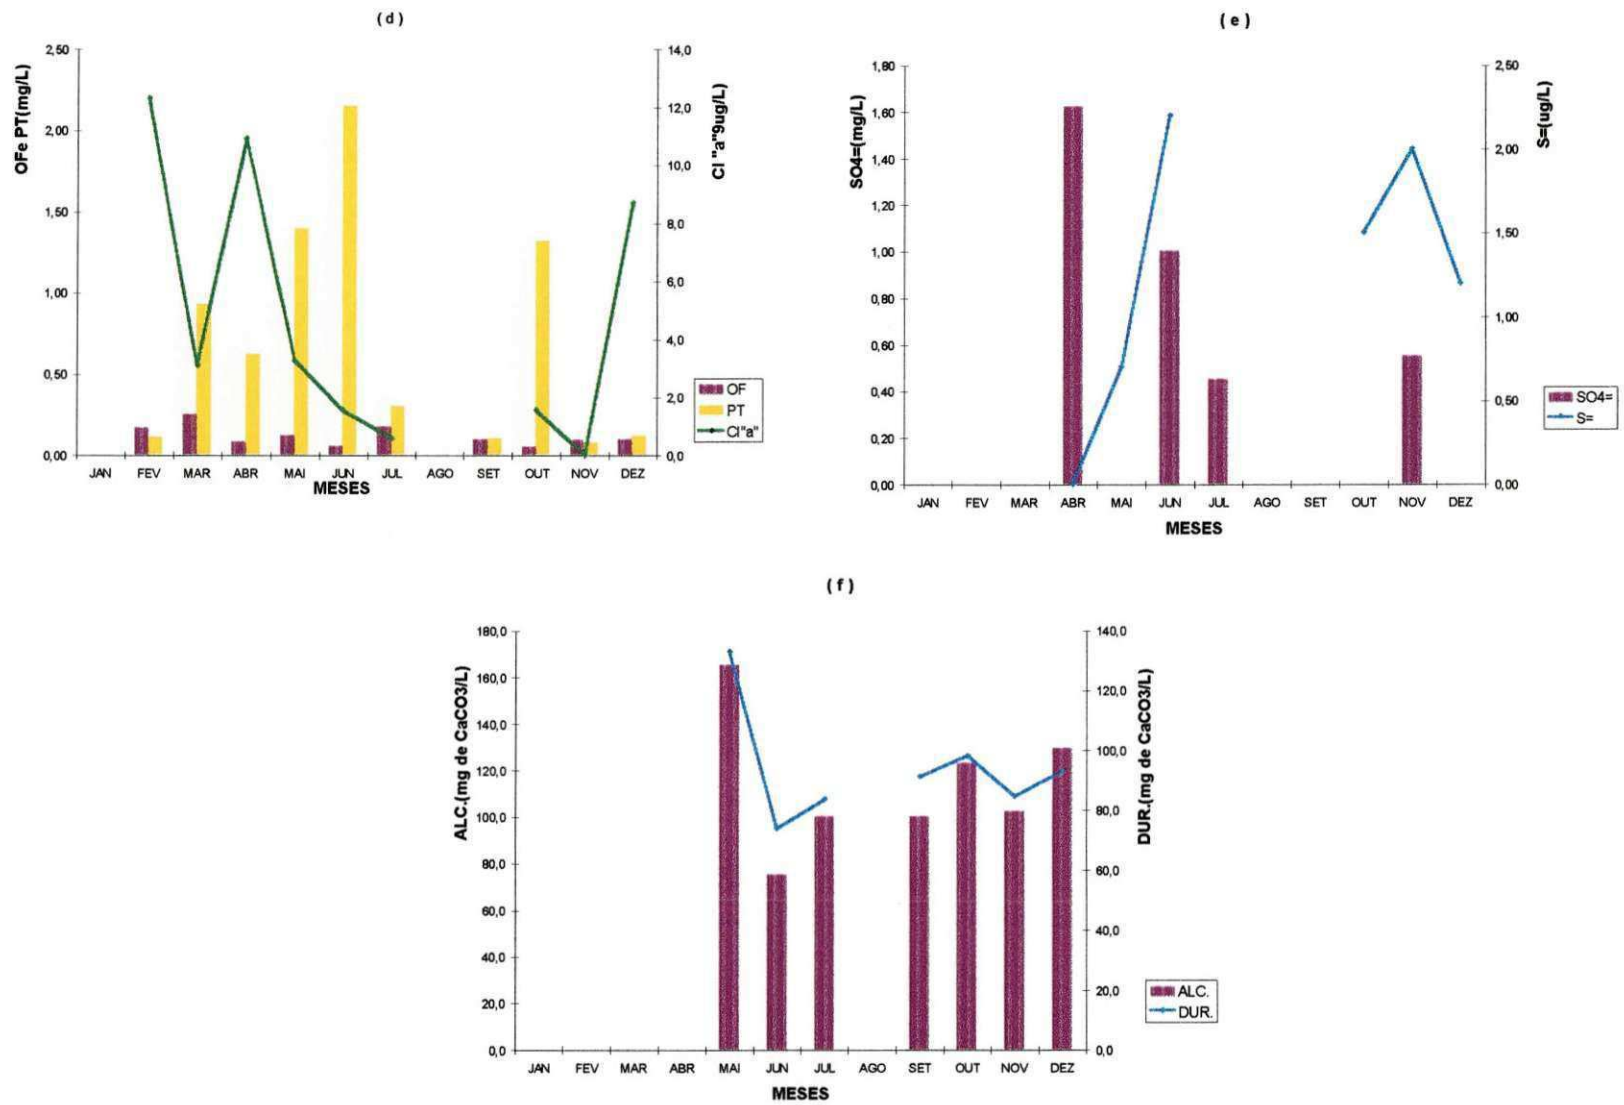 ( d )
OFe PT(mg/L)
2,50
2,00
1,50
1,00
0,50
0,00
14,0
12,0
10,0
8,0
6,0
4,0
2,0
0,0
Cl "a"9ug/L)
JAN FEV MAR ABR MAI JUN JUL AGO SET OUT NOV DEZ
MESES
OF
PT
Cl"a"
( e )
SO4=(mg/L)
1,80
1,60
1,40
1,20
1,00
0,80
0,60
0,40
0,20
0,00
2,50
2,00
1,50
1,00
0,50
0,00
S=(ug/L)
JAN FEV MAR ABR MAI JUN JUL AGO SET OUT NOV DEZ
MESES
SO4=
S=
( f )
ALC.(mg de CaCO3/L)
180,0
160,0
140,0
120,0
100,0
80,0
60,0
40,0
20,0
0,0
140,0
120,0
100,0
80,0
60,0
40,0
20,0
0,0
DUR.(mg de CaCO3/L)
JAN FEV MAR ABR MAI JUN JUL AGO SET OUT NOV DEZ
MESES
ALC.
DUR.